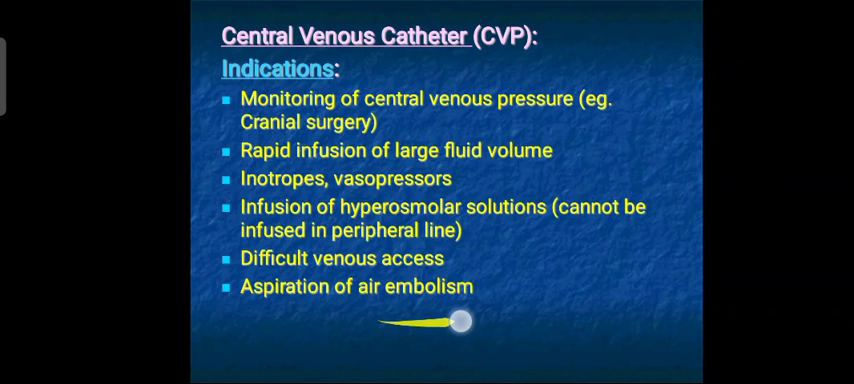 Central Venous Catheter (CVP):
Indications:
Monitoring of central venous pressure (eg.
Cranial surgery)
Rapid infusion of large fluid volume
Inotropes, vasopressors
Infusion of hyperosmolar solutions (cannot be
infused in peripheral line)
Difficult venous access
Aspiration of air embolism